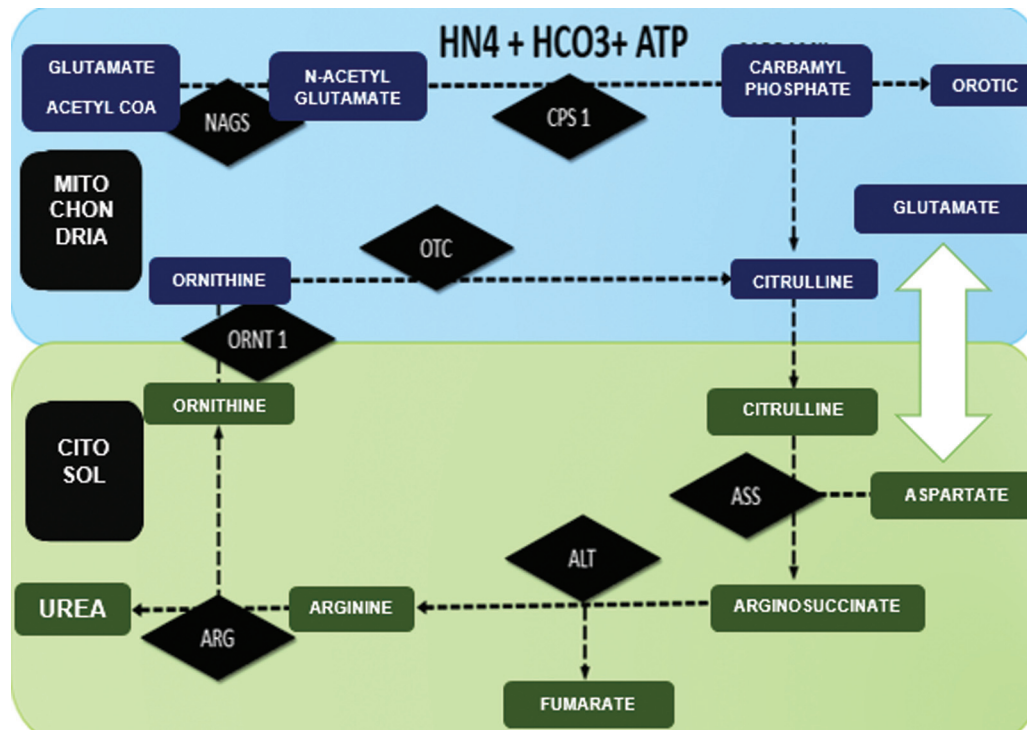 HN4 + HCO3+ ATP
GLUTAMATE
ACETYL COA
NAGS
N-ACETYL
GLUTAMATE
CPS 1
CARBAMYL
PHOSPHATE
OROTIC
MITO
CHON
DRIA
GLUTAMATE
OTC
ORNITHINE
CITRULLINE
ORNT 1
ORNITHINE
CITRULLINE
CITO
SOL
ASS
ASPARTATE
ALT
UREA
ARG
ARGININE
ARGINOSUCCINATE
FUMARATE